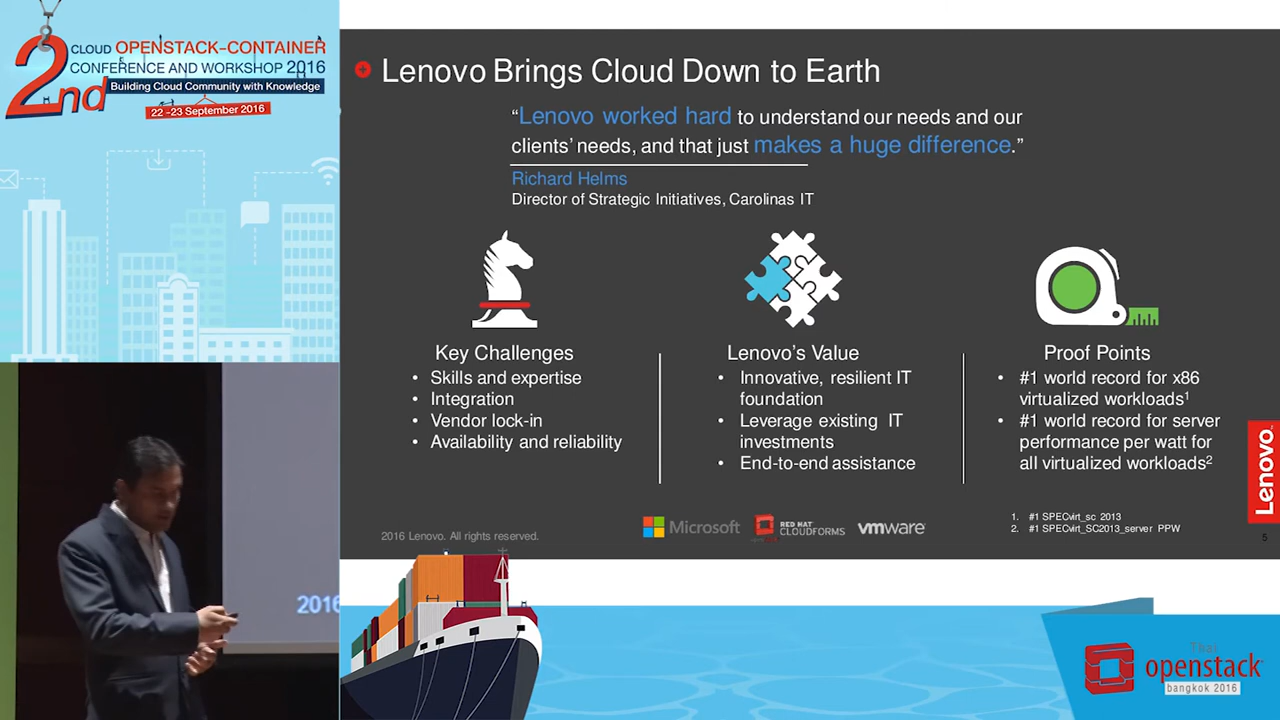 2nd
CLOUD OPENSTACK-CONTAINER
CONFERENCE AND WORKSHOP 2016
Building Cloud Community with Knowledge
22 -23 September 2016
Lenovo Brings Cloud Down to Earth
“Lenovo worked hard to understand our needs and our
clients’ needs, and that just makes a huge difference.”
Richard Helms
Director of Strategic Initiatives, Carolinas IT
Key Challenges
• Skills and expertise
• Integration
• Vendor lock-in
• Availability and reliability
Lenovo’s Value
• Innovative, resilient IT
foundation
• Leverage existing IT
investments
• End-to-end assistance
Proof Points
• #1 world record for x86
virtualized workloads1
• #1 world record for server
performance per watt for
all virtualized workloads2
Lenovo
2016 Lenovo. All rights reserved.
Microsoft
RED HAT
CLOUDFORMS
vmware
1. #1 SPECvirt_sc 2013
2. #1 SPECvirt_SC2013_server PPW
5
2016
Thai
openstack
bangkok 2016